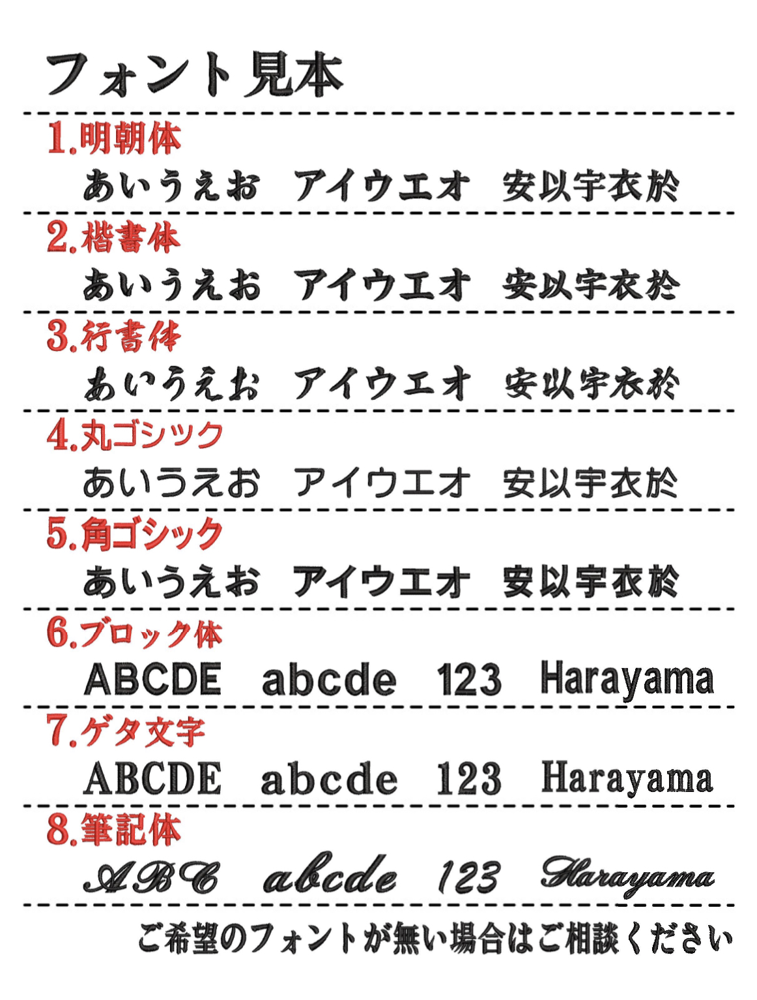 フォント見本
1.明朝体
あいうえお アイウエオ 安以宇衣於
2.楷書体
あいうえお アイウエオ 安以宇衣於
3.行書体
あいうえお アイウエオ 安以宇衣於
4.丸ゴシック
あいうえお アイウエオ 安以宇衣於
5.角ゴシック
あいうえお アイウエオ 安以宇衣於
6.ブロック体
ABCDE abcde 123 Harayama
7.ゲタ文字
ABCDE abcde 123 Harayama
8.筆記体
ABC abcde 123 Harayama
ご希望のフォントが無い場合はご相談ください